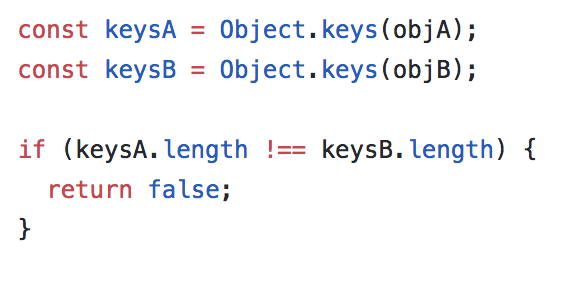 const keysA = Object.keys(objA);
const keysB = Object.keys(objB);

if (keysA.length !== keysB.length) {
  return false;
}